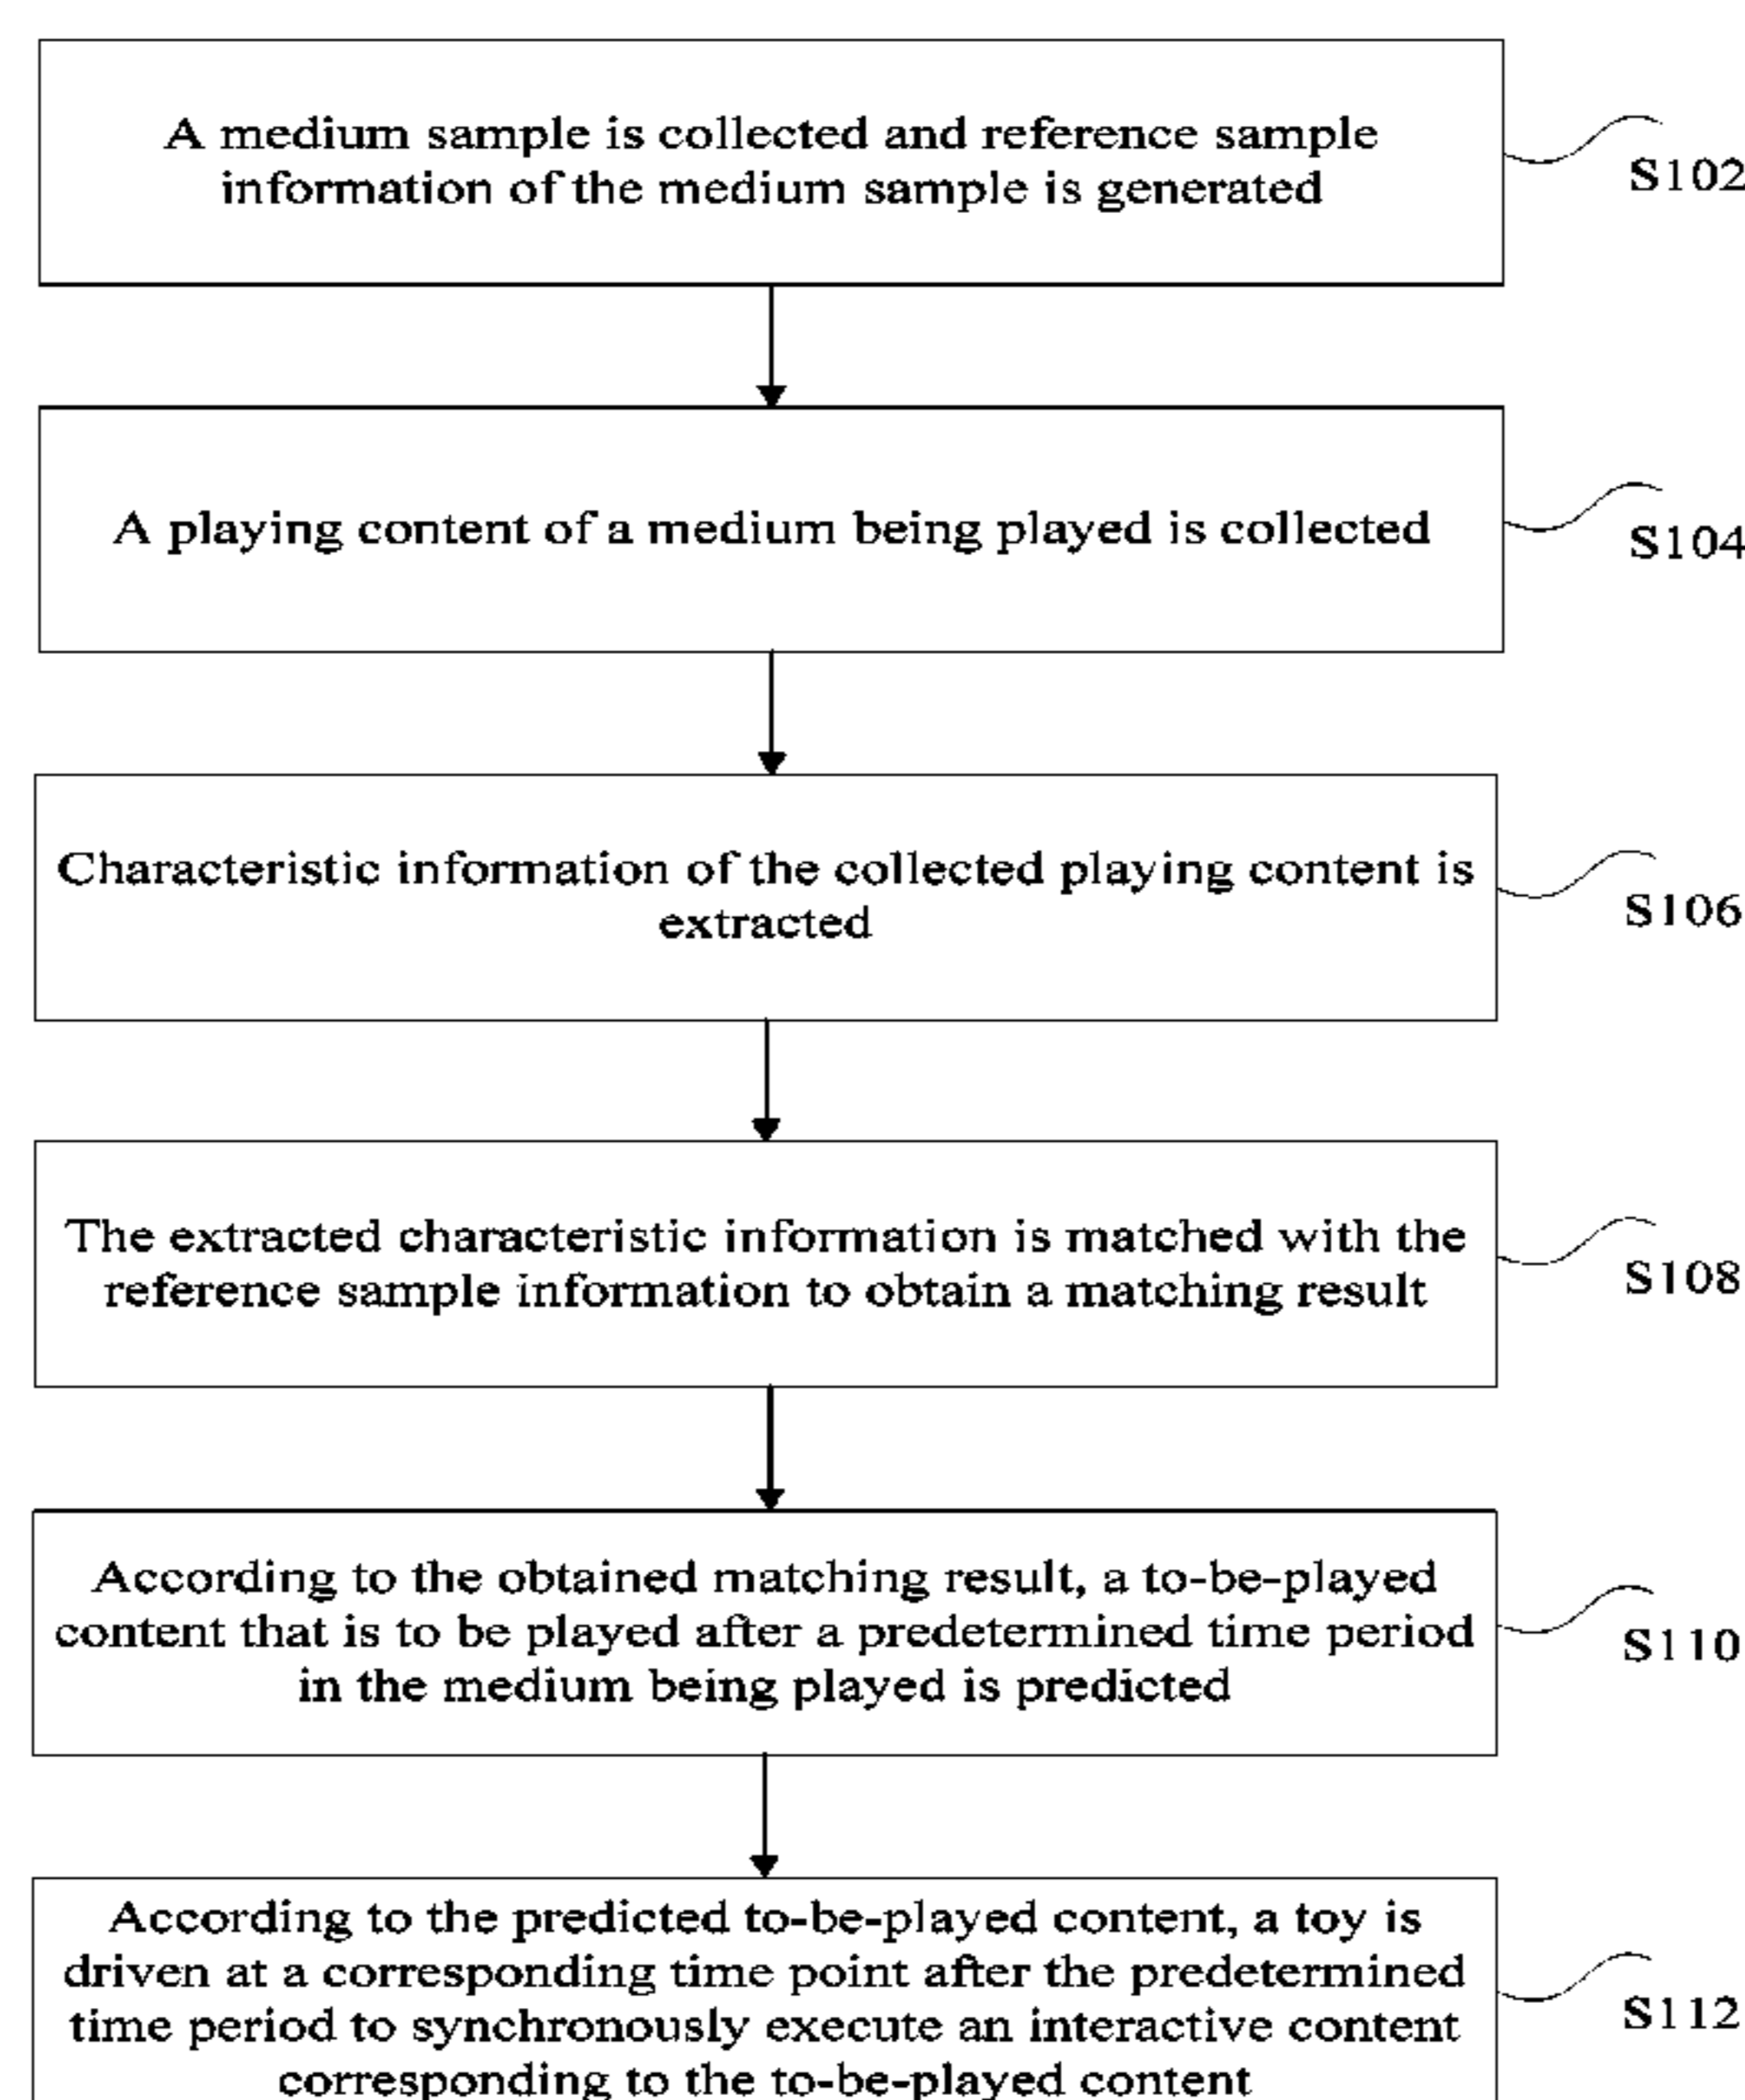 A medium sample is collected and reference sample
information of the medium sample is generated
S102
A playing content of a medium being played is collected
S104
Characteristic information of the collected playing content is
extracted
S106
The extracted characteristic information is matched with the
reference sample information to obtain a matching result
S108
According to the obtained matching result, a to-be-played
content that is to be played after a predetermined time period
in the medium being played is predicted
S110
According to the predicted to-be-played content, a toy is
driven at a corresponding time point after the predetermined
time period to synchronously execute an interactive content
corresponding to the to-be-played content
S112